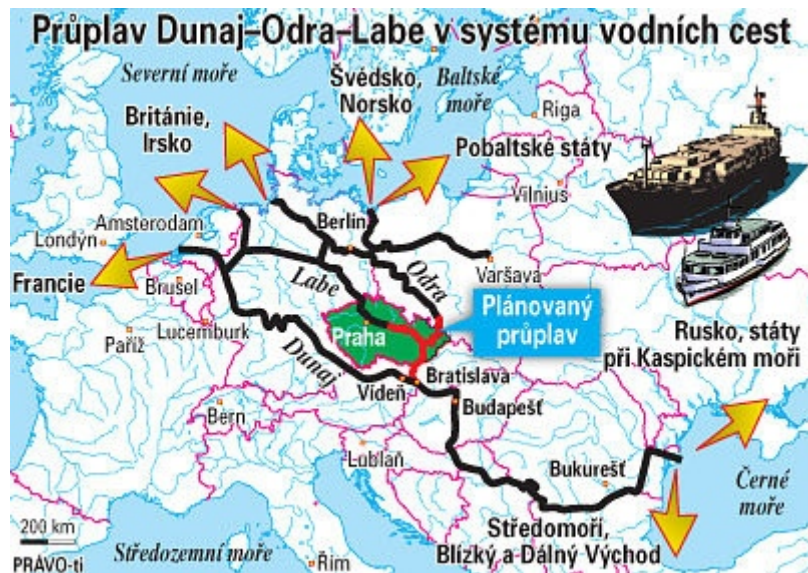 Průplav Dunaj–Odra–Labe v systému vodních cest
Severní moře
Švédsko,
Norsko
Baltské
moře
Riga
Británie,
Irsko
Pobaltské státy
Vilnius
Amsterodam
Berlín
Londýn
Varšava
Francie
Brusel
Labe
Odra
Plánovaný
průplav
Lucemburk
Praha
Paříž
Dunaj
Rusko, státy
při Kaspickém moři
Vídeň
Bratislava
Budapešť
Bern
Lublaň
Bukurešť
Černé
moře
200 km
Středomoří,
Blízký a Dálný Východ
PRÁVO-ti
Středozemní moře
Řím